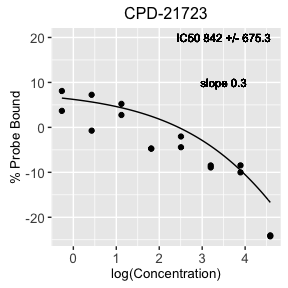 CPD-21723
IC50 842 +/- 675.3
slope 0.3
% Probe Bound
20
10
0
-10
-20
0
1
2
3
4
log(Concentration)